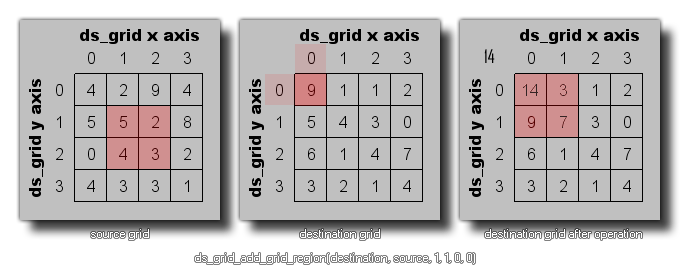 ds_grid x axis
0 1 2 3
ds_grid y axis
0 4 2 9 4
1 5 5 2 8
2 0 4 3 2
3 4 3 3 1
source grid
ds_grid x axis
0 1 2 3
ds_grid y axis
0 9 1 1 2
1 5 4 3 0
2 6 1 4 7
3 3 2 1 4
destination grid
ds_grid x axis
14 0 1 2 3
ds_grid y axis
0 14 3 1 2
1 9 7 3 0
2 6 1 4 7
3 3 2 1 4
destination grid after operation
ds_grid_add_grid_region(destination, source, 1, 1, 0, 0)